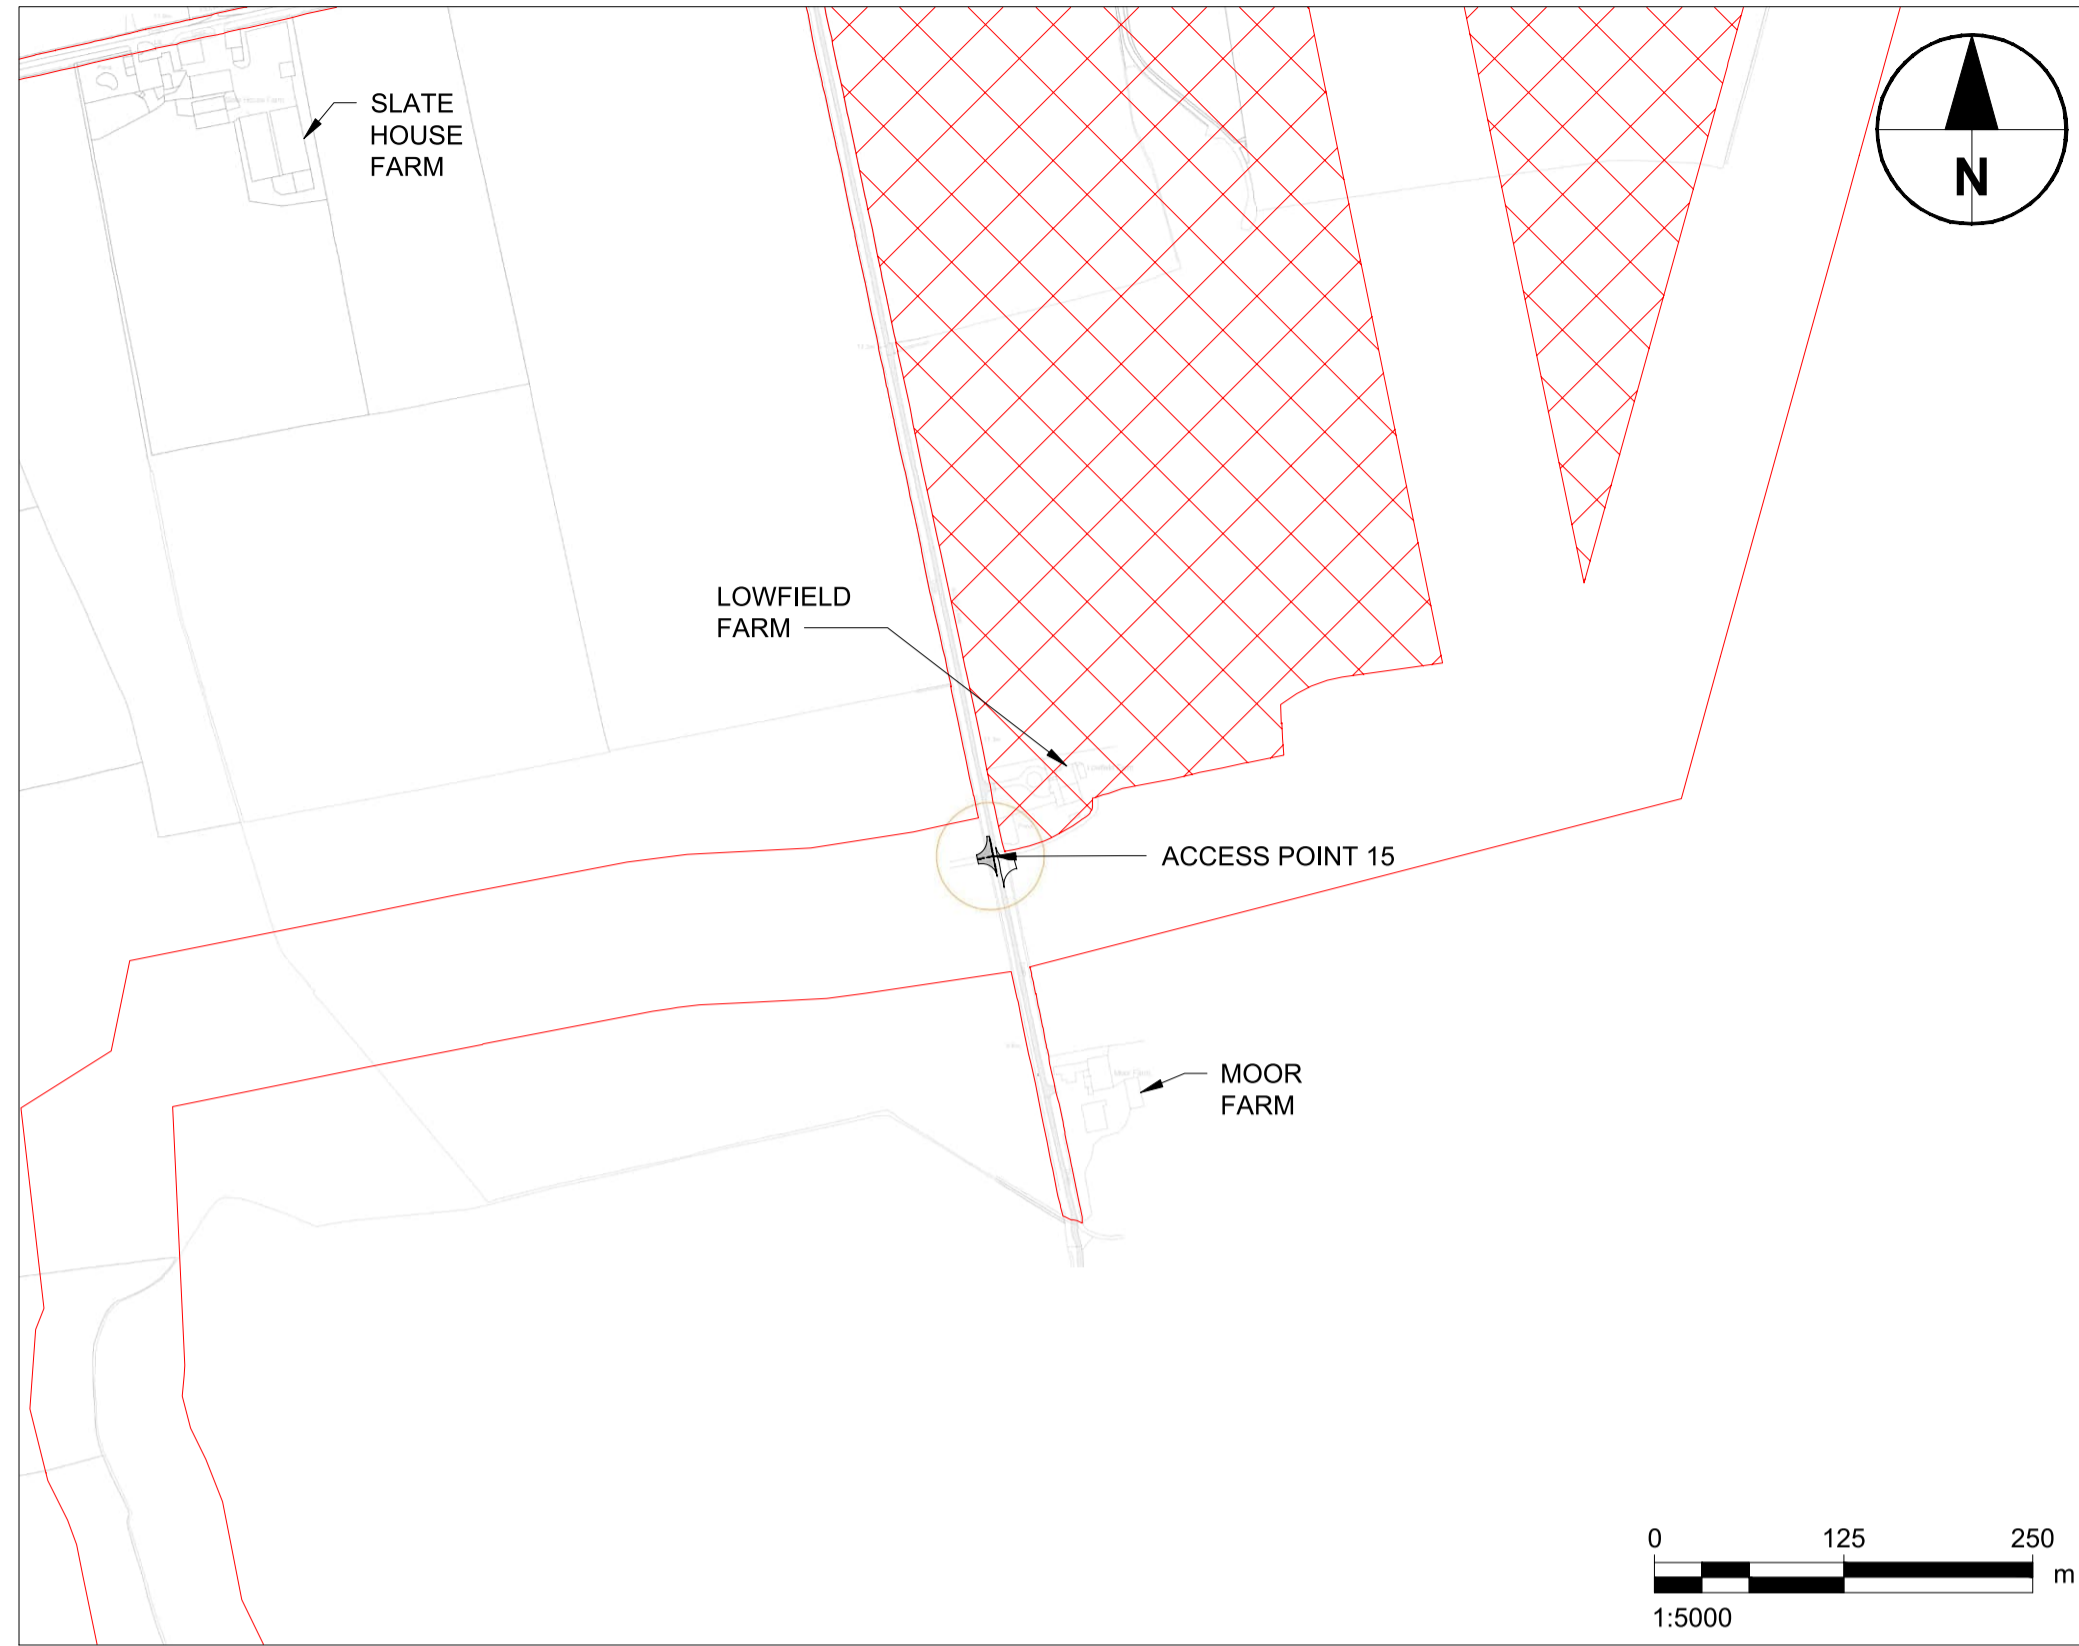 SLATE
HOUSE
FARM
N
LOWFIELD
FARM
ACCESS POINT 15
MOOR
FARM
0 125 250
m
1:5000